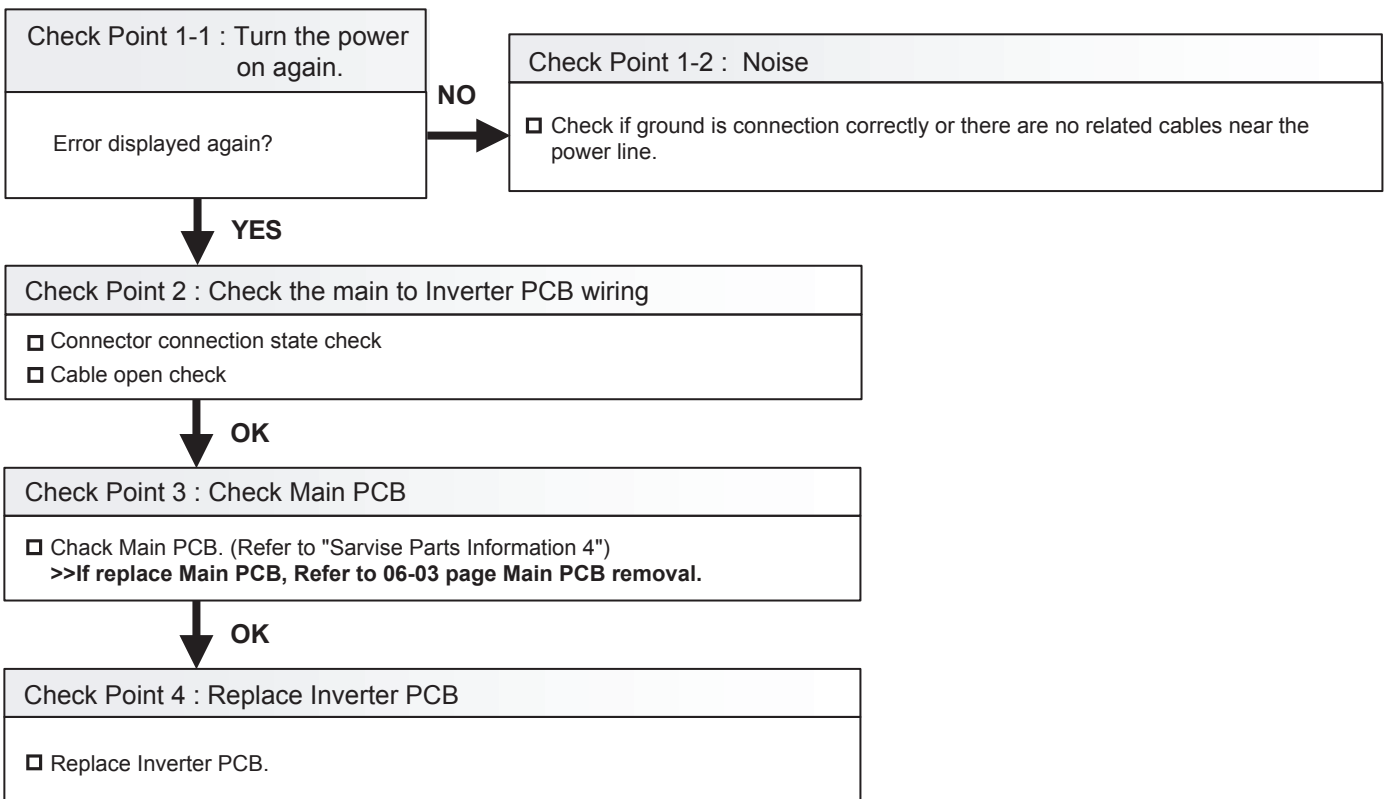 Check Point 1-1 : Turn the power
on again.
Error displayed again?
NO
Check Point 1-2 :  Noise
Check if ground is connection correctly or there are no related cables near the
power line.
YES
Check Point 2 : Check the main to Inverter PCB wiring
Connector connection state check
Cable open check
OK
Check Point 3 : Check Main PCB
Chack Main PCB. (Refer to "Sarvise Parts Information 4")
>>If replace Main PCB, Refer to 06-03 page Main PCB removal.
OK
Check Point 4 : Replace Inverter PCB
Replace Inverter PCB.